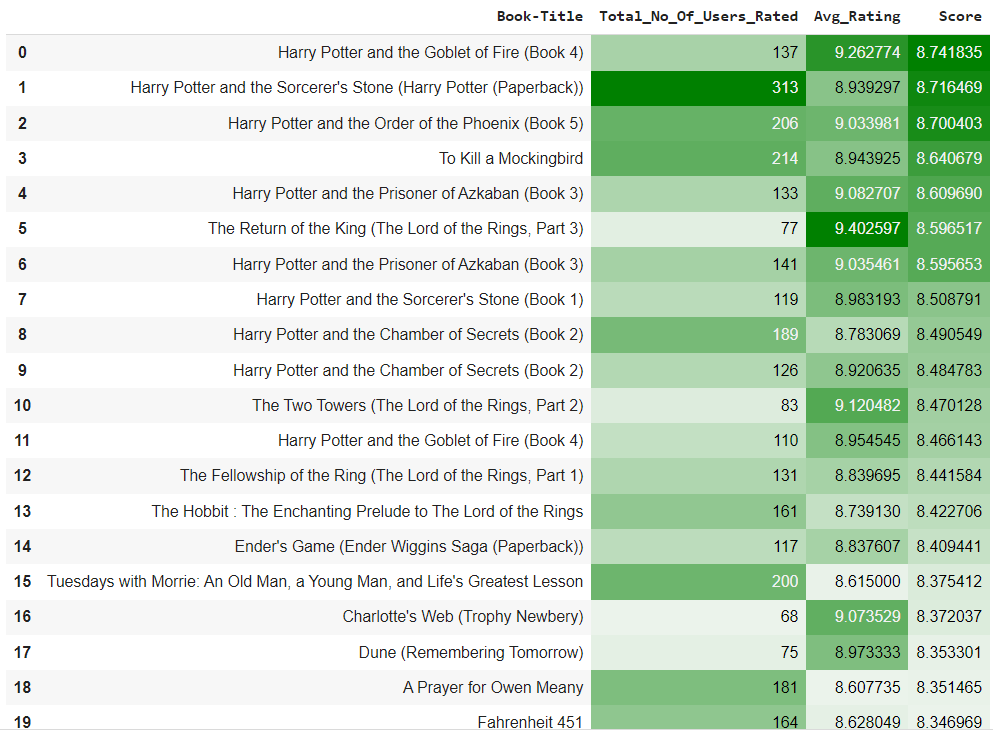 Book-Title Total_No_Of_Users_Rated Avg_Rating Score
0 Harry Potter and the Goblet of Fire (Book 4) 137 9.262774 8.741835
1 Harry Potter and the Sorcerer's Stone (Harry Potter (Paperback)) 313 8.939297 8.716469
2 Harry Potter and the Order of the Phoenix (Book 5) 206 9.033981 8.700403
3 To Kill a Mockingbird 214 8.943925 8.640679
4 Harry Potter and the Prisoner of Azkaban (Book 3) 133 9.082707 8.609690
5 The Return of the King (The Lord of the Rings, Part 3) 77 9.402597 8.596517
6 Harry Potter and the Prisoner of Azkaban (Book 3) 141 9.035461 8.595653
7 Harry Potter and the Sorcerer's Stone (Book 1) 119 8.983193 8.508791
8 Harry Potter and the Chamber of Secrets (Book 2) 189 8.783069 8.490549
9 Harry Potter and the Chamber of Secrets (Book 2) 126 8.920635 8.484783
10 The Two Towers (The Lord of the Rings, Part 2) 83 9.120482 8.470128
11 Harry Potter and the Goblet of Fire (Book 4) 110 8.954545 8.466143
12 The Fellowship of the Ring (The Lord of the Rings, Part 1) 131 8.839695 8.441584
13 The Hobbit : The Enchanting Prelude to The Lord of the Rings 161 8.739130 8.422706
14 Ender's Game (Ender Wiggins Saga (Paperback)) 117 8.837607 8.409441
15 Tuesdays with Morrie: An Old Man, a Young Man, and Life's Greatest Lesson 200 8.615000 8.375412
16 Charlotte's Web (Trophy Newbery) 68 9.073529 8.372037
17 Dune (Remembering Tomorrow) 75 8.973333 8.353301
18 A Prayer for Owen Meany 181 8.607735 8.351465
19 Fahrenheit 451 164 8.628049 8.346969